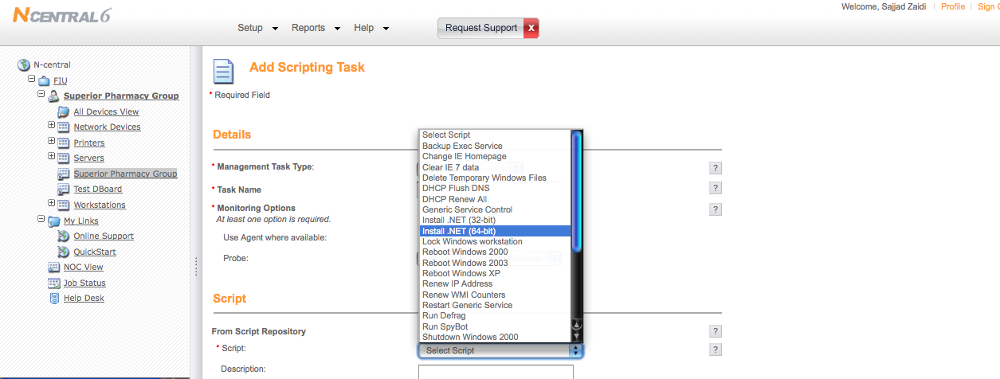 NCENTRAL 6
Welcome, Sajjad Zaidi
Profile
Sign
Setup
Reports
Help
Request Support
X
N-central
FIU
Superior Pharmacy Group
All Devices View
Network Devices
Printers
Servers
Superior Pharmacy Group
Test DBoard
Workstations
My Links
Online Support
QuickStart
NOC View
Job Status
Help Desk
Add Scripting Task
* Required Field
Details
* Management Task Type:
?
* Task Name
?
* Monitoring Options
?
At least one option is required.
Use Agent where available:
Probe:
Select Script
Backup Exec Service
Change IE Homepage
Clear IE 7 data
Delete Temporary Windows Files
DHCP Flush DNS
DHCP Renew All
Generic Service Control
Install .NET (32-bit)
Install .NET (64-bit)
Lock Windows workstation
Reboot Windows 2000
Reboot Windows 2003
Reboot Windows XP
Renew IP Address
Renew WMI Counters
Restart Generic Service
Run Defrag
Run SpyBot
Shutdown Windows 2000
Script
From Script Repository
?
* Script:
Select Script
?
Description: